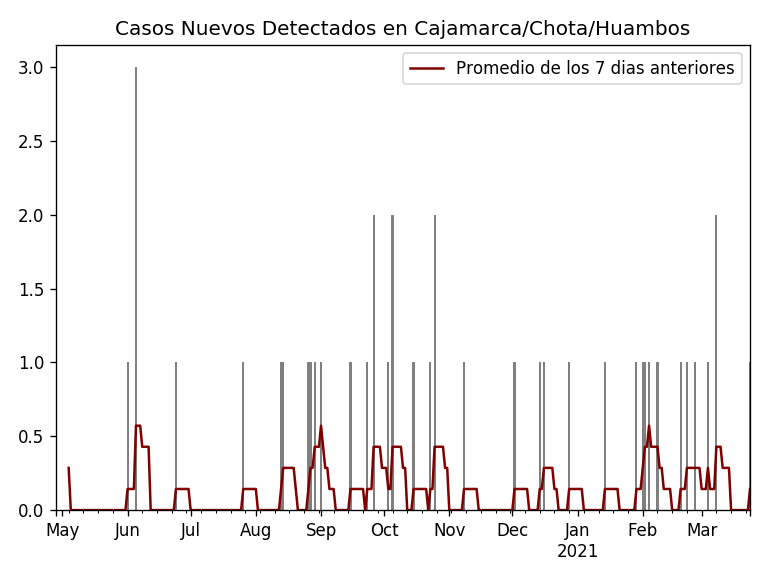 Casos Nuevos Detectados en Cajamarca/Chota/Huambos
Promedio de los 7 dias anteriores
3.0
2.5
2.0
1.5
1.0
0.5
0.0
May Jun Jul Aug Sep Oct Nov Dec Jan Feb Mar
2021